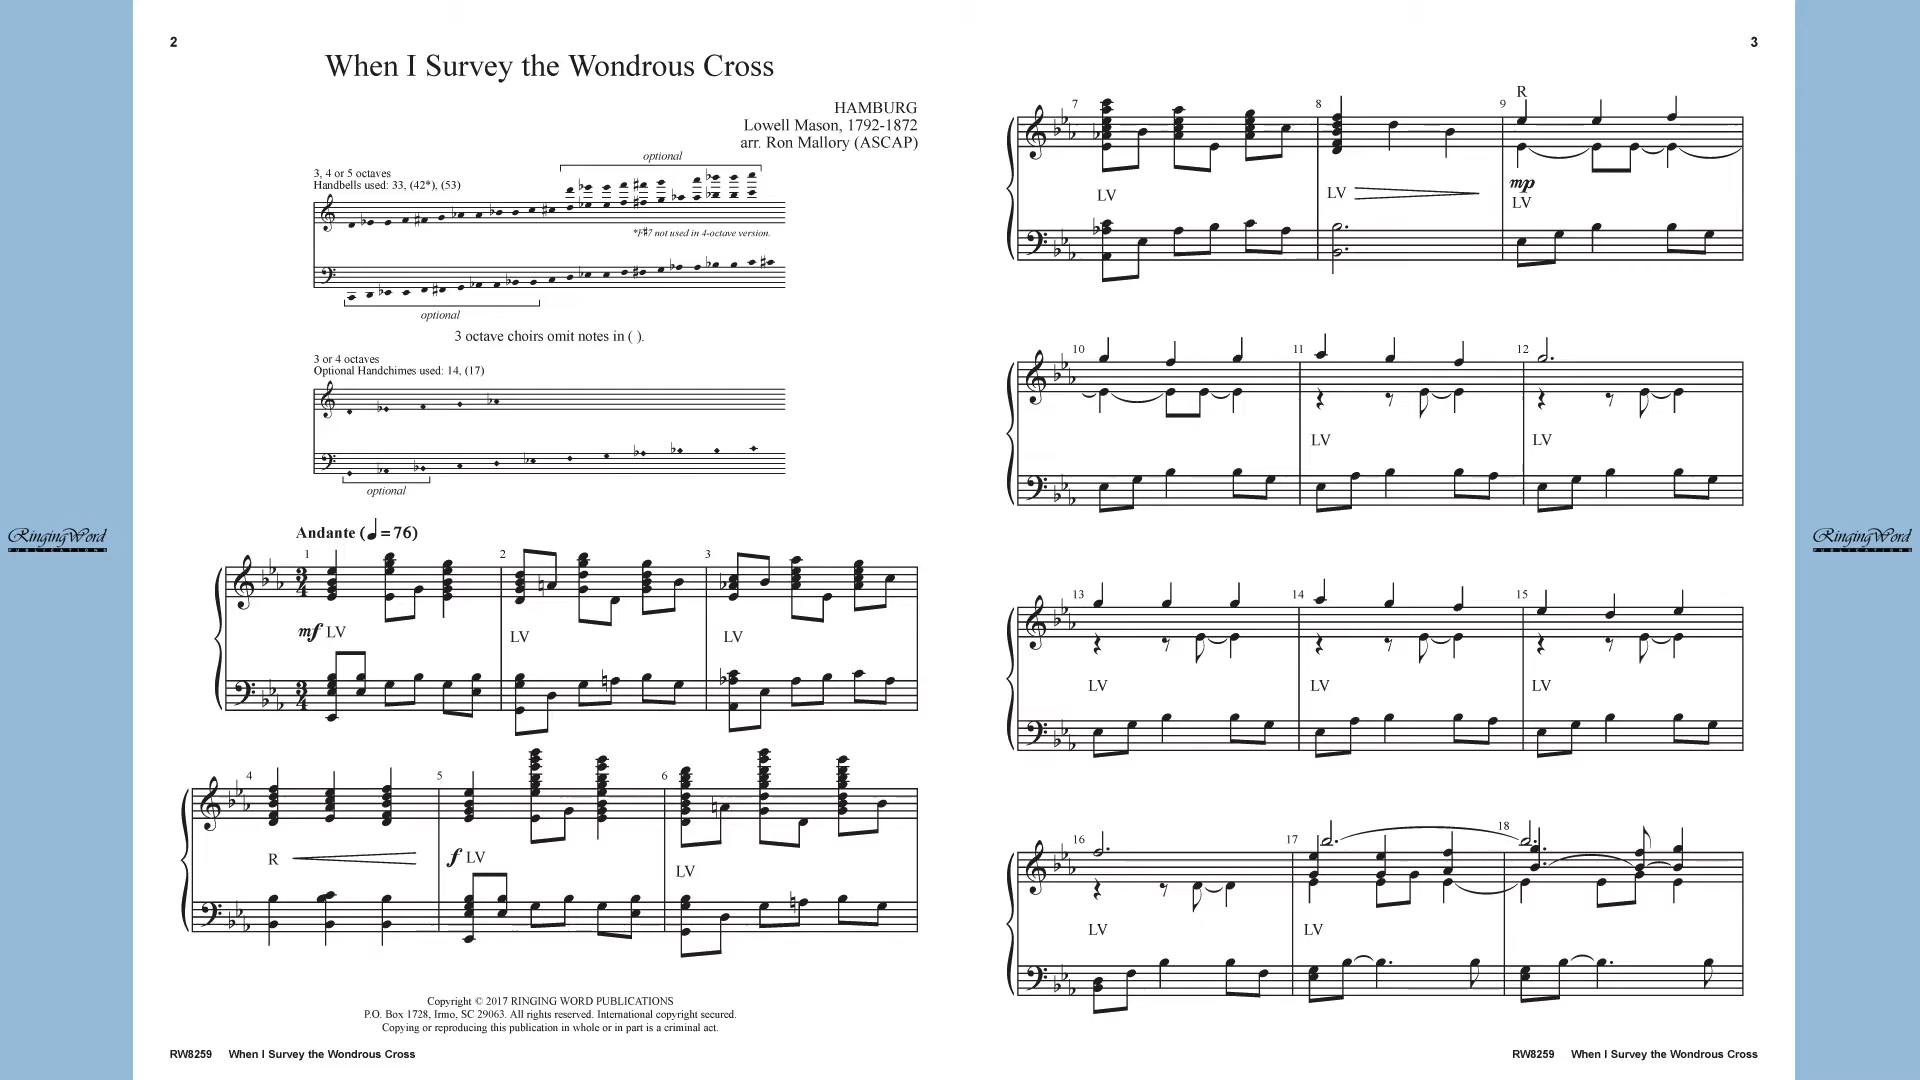 2
When I Survey the Wondrous Cross
HAMBURG
Lowell Mason, 1792-1872
arr. Ron Mallory (ASCAP)
3, 4 or 5 octaves
Handbells used: 33, (42*), (53)
optional
*F♯7 not used in 4-octave version.
optional
3 octave choirs omit notes in ( ).
3 or 4 octaves
Optional Handchimes used: 14, (17)
optional
Andante (♩=76)
1 2 3
3 4
mf LV LV LV
3 4
4 5 6
R f LV LV
Copyright © 2017 RINGING WORD PUBLICATIONS
P.O. Box 1728, Irmo, SC 29063. All rights reserved. International copyright secured.
Copying or reproducing this publication in whole or in part is a criminal act.
RW8259 When I Survey the Wondrous Cross
3
R
7 8 9
LV LV mp
LV
10 11 12
LV LV
13 14 15
LV LV LV
16 17 18
LV LV
RW8259 When I Survey the Wondrous Cross
RingingWord
PUBLICATIONS
RingingWord
PUBLICATIONS